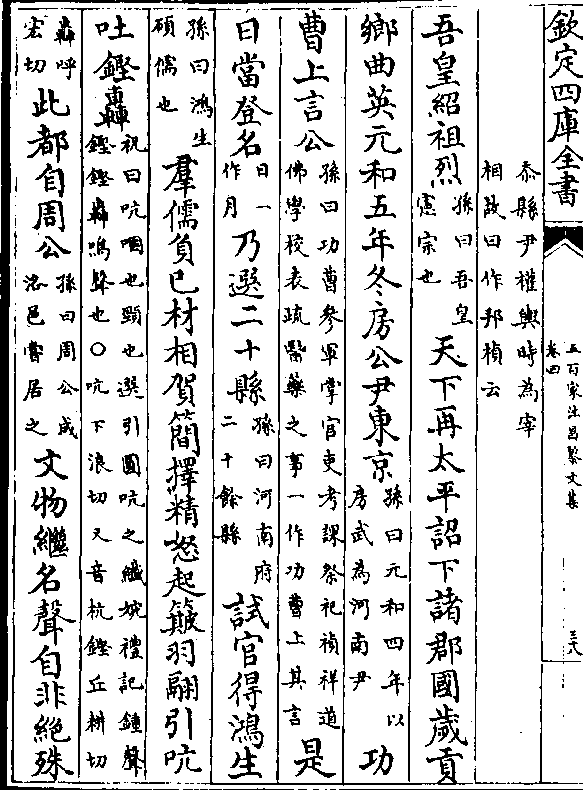 欽定四庫全書
五百家注昌黎文集
卷四
三八
忝縣尹權輿時為宰
相故曰作邦楨云
吾皇紹祖烈孫曰吾皇憲宗也天下再太平詔下諸郡國歲貢
鄉曲英元和五年冬房公尹東京孫曰元和四年以房武為河南尹功
曹上言公孫曰功曹參軍掌官吏考課祭祀禎祥道佛學校表疏醫藥之事一作功曹上其言是
日當登名日一作月乃選二十縣孫曰河南府二十餘縣試官得鴻生
孫曰鴻生碩儒也羣儒負己材相賀簡擇精怒起簸羽翮引吭
吐鏗轟祝曰吭咽也頸也選引圓吭之纖婉禮記鍾聲鏗鏗轟鳴聲也○吭下浪切又音杭鏗丘耕切
轟呼宏切此都自周公孫曰周公成洛邑嘗居之文物繼名聲自非絕殊